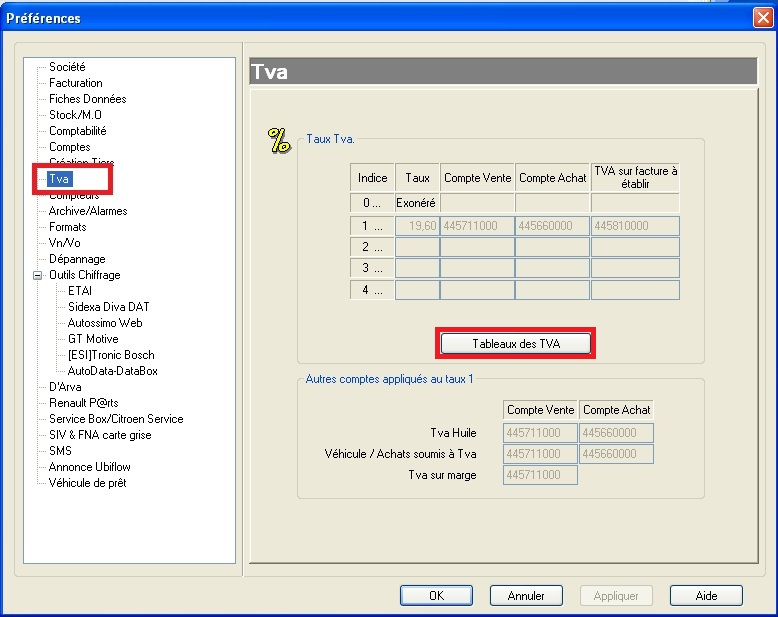 Préférences
Société
Facturation
Fiches Données
Stock/M.O
Comptabilité
Comptes
Création Tiers
Tva
Compteurs
Archive/Alarmes
Formats
Vn/Vo
Dépannage
Outils Chiffrage
ETAI
Sidexa Diva DAT
Autossimo Web
GT Motive
[ESI]Tronic Bosch
AutoData-DataBox
D'Arva
Renault P@rts
Service Box/Citroen Service
SIV & FNA carte grise
SMS
Annonce Ubiflow
Véhicule de prêt
Tva
%
Taux Tva.
Indice Taux Compte Vente Compte Achat TVA sur facture à établir
0 ... Exonéré
1 ... 19,60 445711000 445660000 445810000
2 ...
3 ...
4 ...
Tableaux des TVA
Autres comptes appliqués au taux 1
Compte Vente Compte Achat
Tva Huile 445711000 445660000
Véhicule / Achats soumis à Tva 445711000 445660000
Tva sur marge 445711000
OK Annuler Appliquer Aide